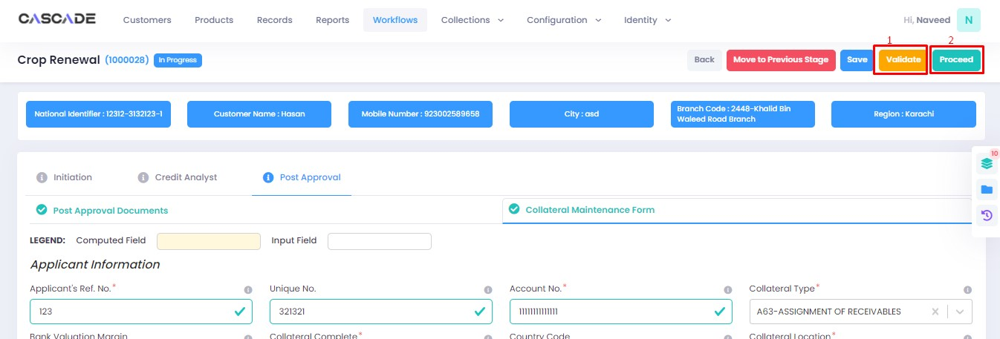 CASCADE
Customers
Products
Records
Reports
Workflows
Collections
Configuration
Identity
Hi, Naveed
N
1
2
Crop Renewal (1000028) In Progress
Back
Move to Previous Stage
Save
Validate
Proceed
National Identifier : 12312-3132123-1
Customer Name : Hasan
Mobile Number : 923002589658
City : asd
Branch Code : 2448-Khalid Bin
Waleed Road Branch
Region : Karachi
10
Initiation
Credit Analyst
Post Approval
Post Approval Documents
Collateral Maintenance Form
LEGEND: Computed Field
Input Field
Applicant Information
Applicant's Ref. No.*
Unique No.
Account No.*
Collateral Type*
123
321321
11111111111111
A63-ASSIGNMENT OF RECEIVABLES
Bank Valuation Margin
Collateral Complete*
Country Code
Collateral Location*